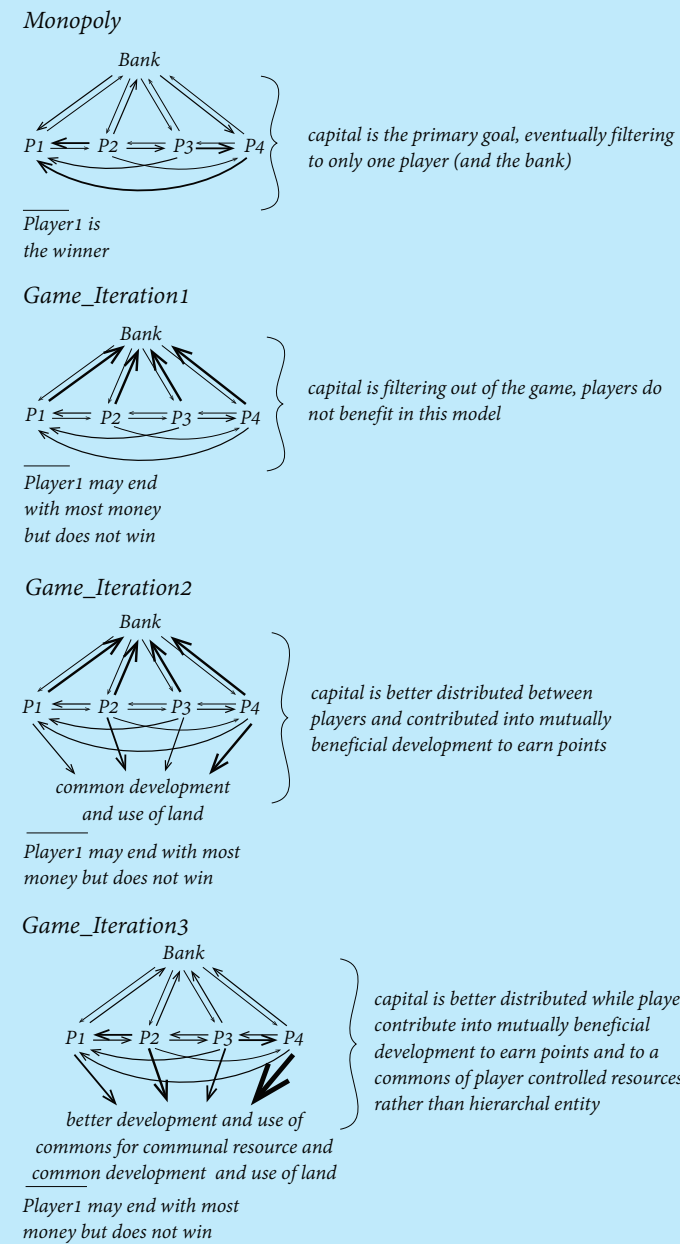 Monopoly
Bank
P1 P2 P3 P4
capital is the primary goal, eventually filtering
to only one player (and the bank)
Player1 is
the winner
Game_Iteration1
Bank
P1 P2 P3 P4
capital is filtering out of the game, players do
not benefit in this model
Player1 may end
with most money
but does not win
Game_Iteration2
Bank
P1 P2 P3 P4
capital is better distributed between
players and contributed into mutually
beneficial development to earn points
common development
and use of land
Player1 may end with most
money but does not win
Game_Iteration3
Bank
P1 P2 P3 P4
capital is better distributed while playe
contribute into mutually beneficial
development to earn points and to a
commons of player controlled resources
rather than hierarchal entity
better development and use of
commons for communal resource and
common development and use of land
Player1 may end with most
money but does not win